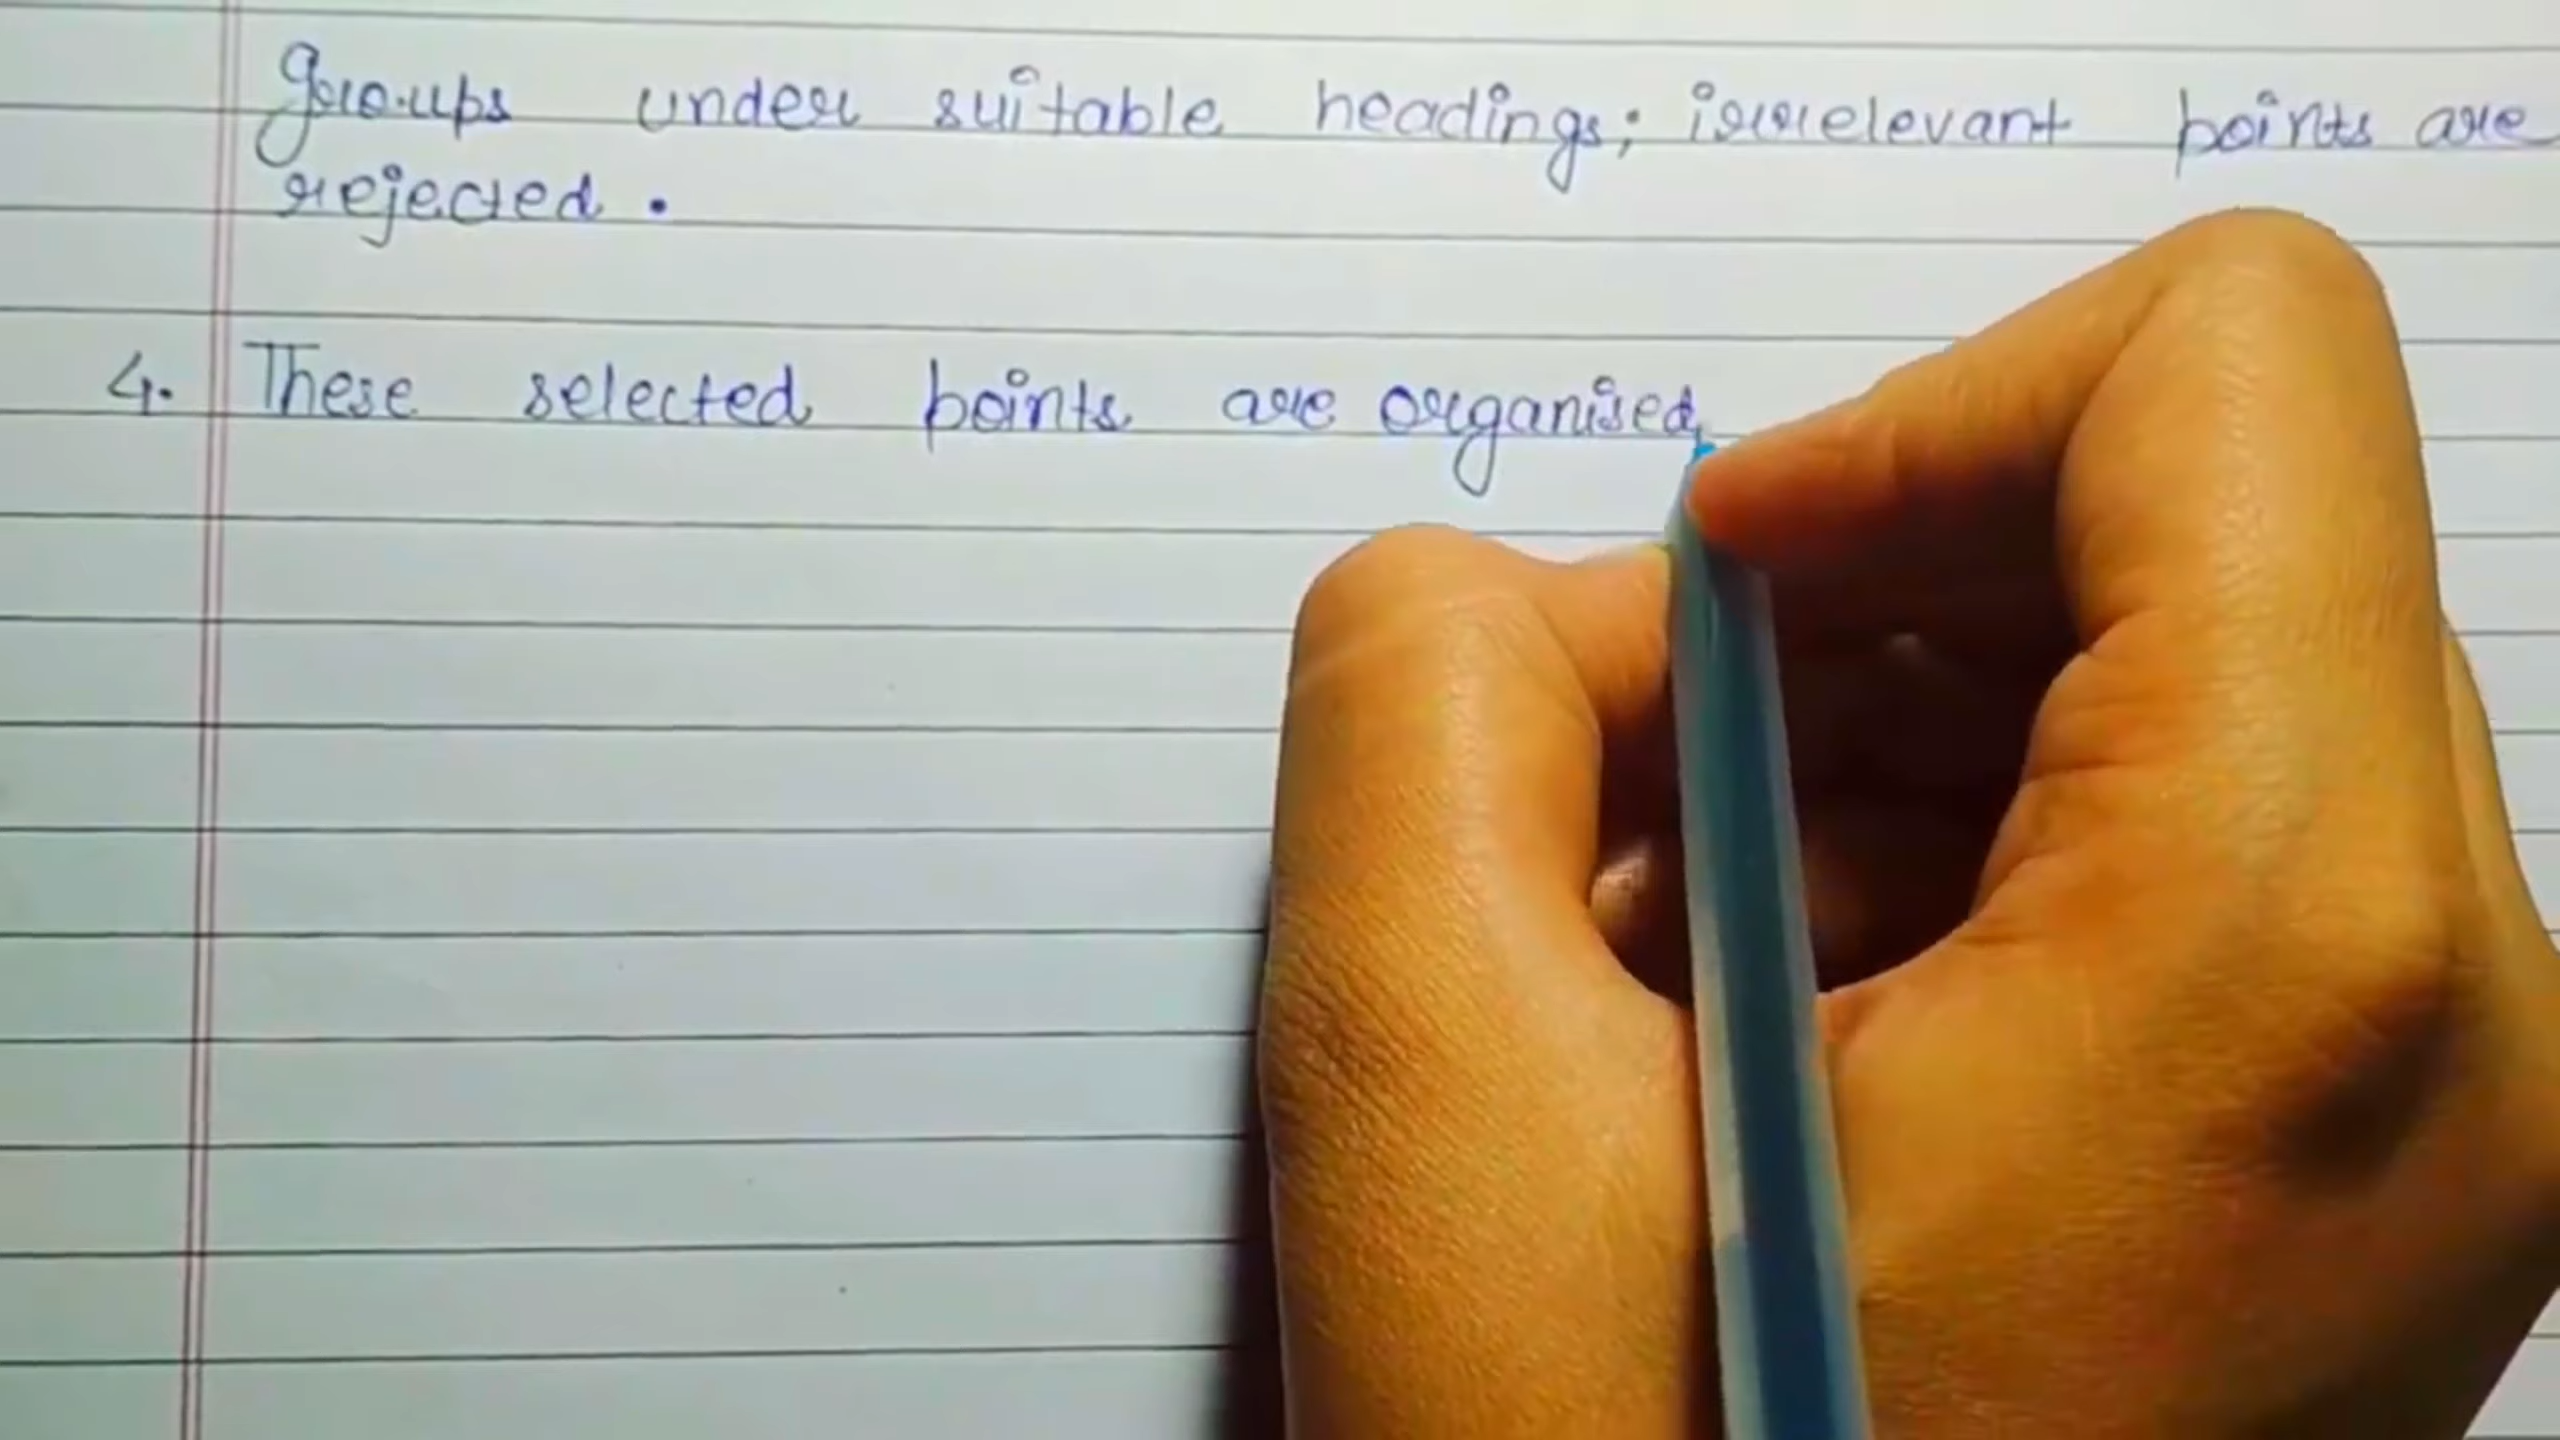 groups under suitable headings; irrelevant points are
rejected.
4. These selected points are organised